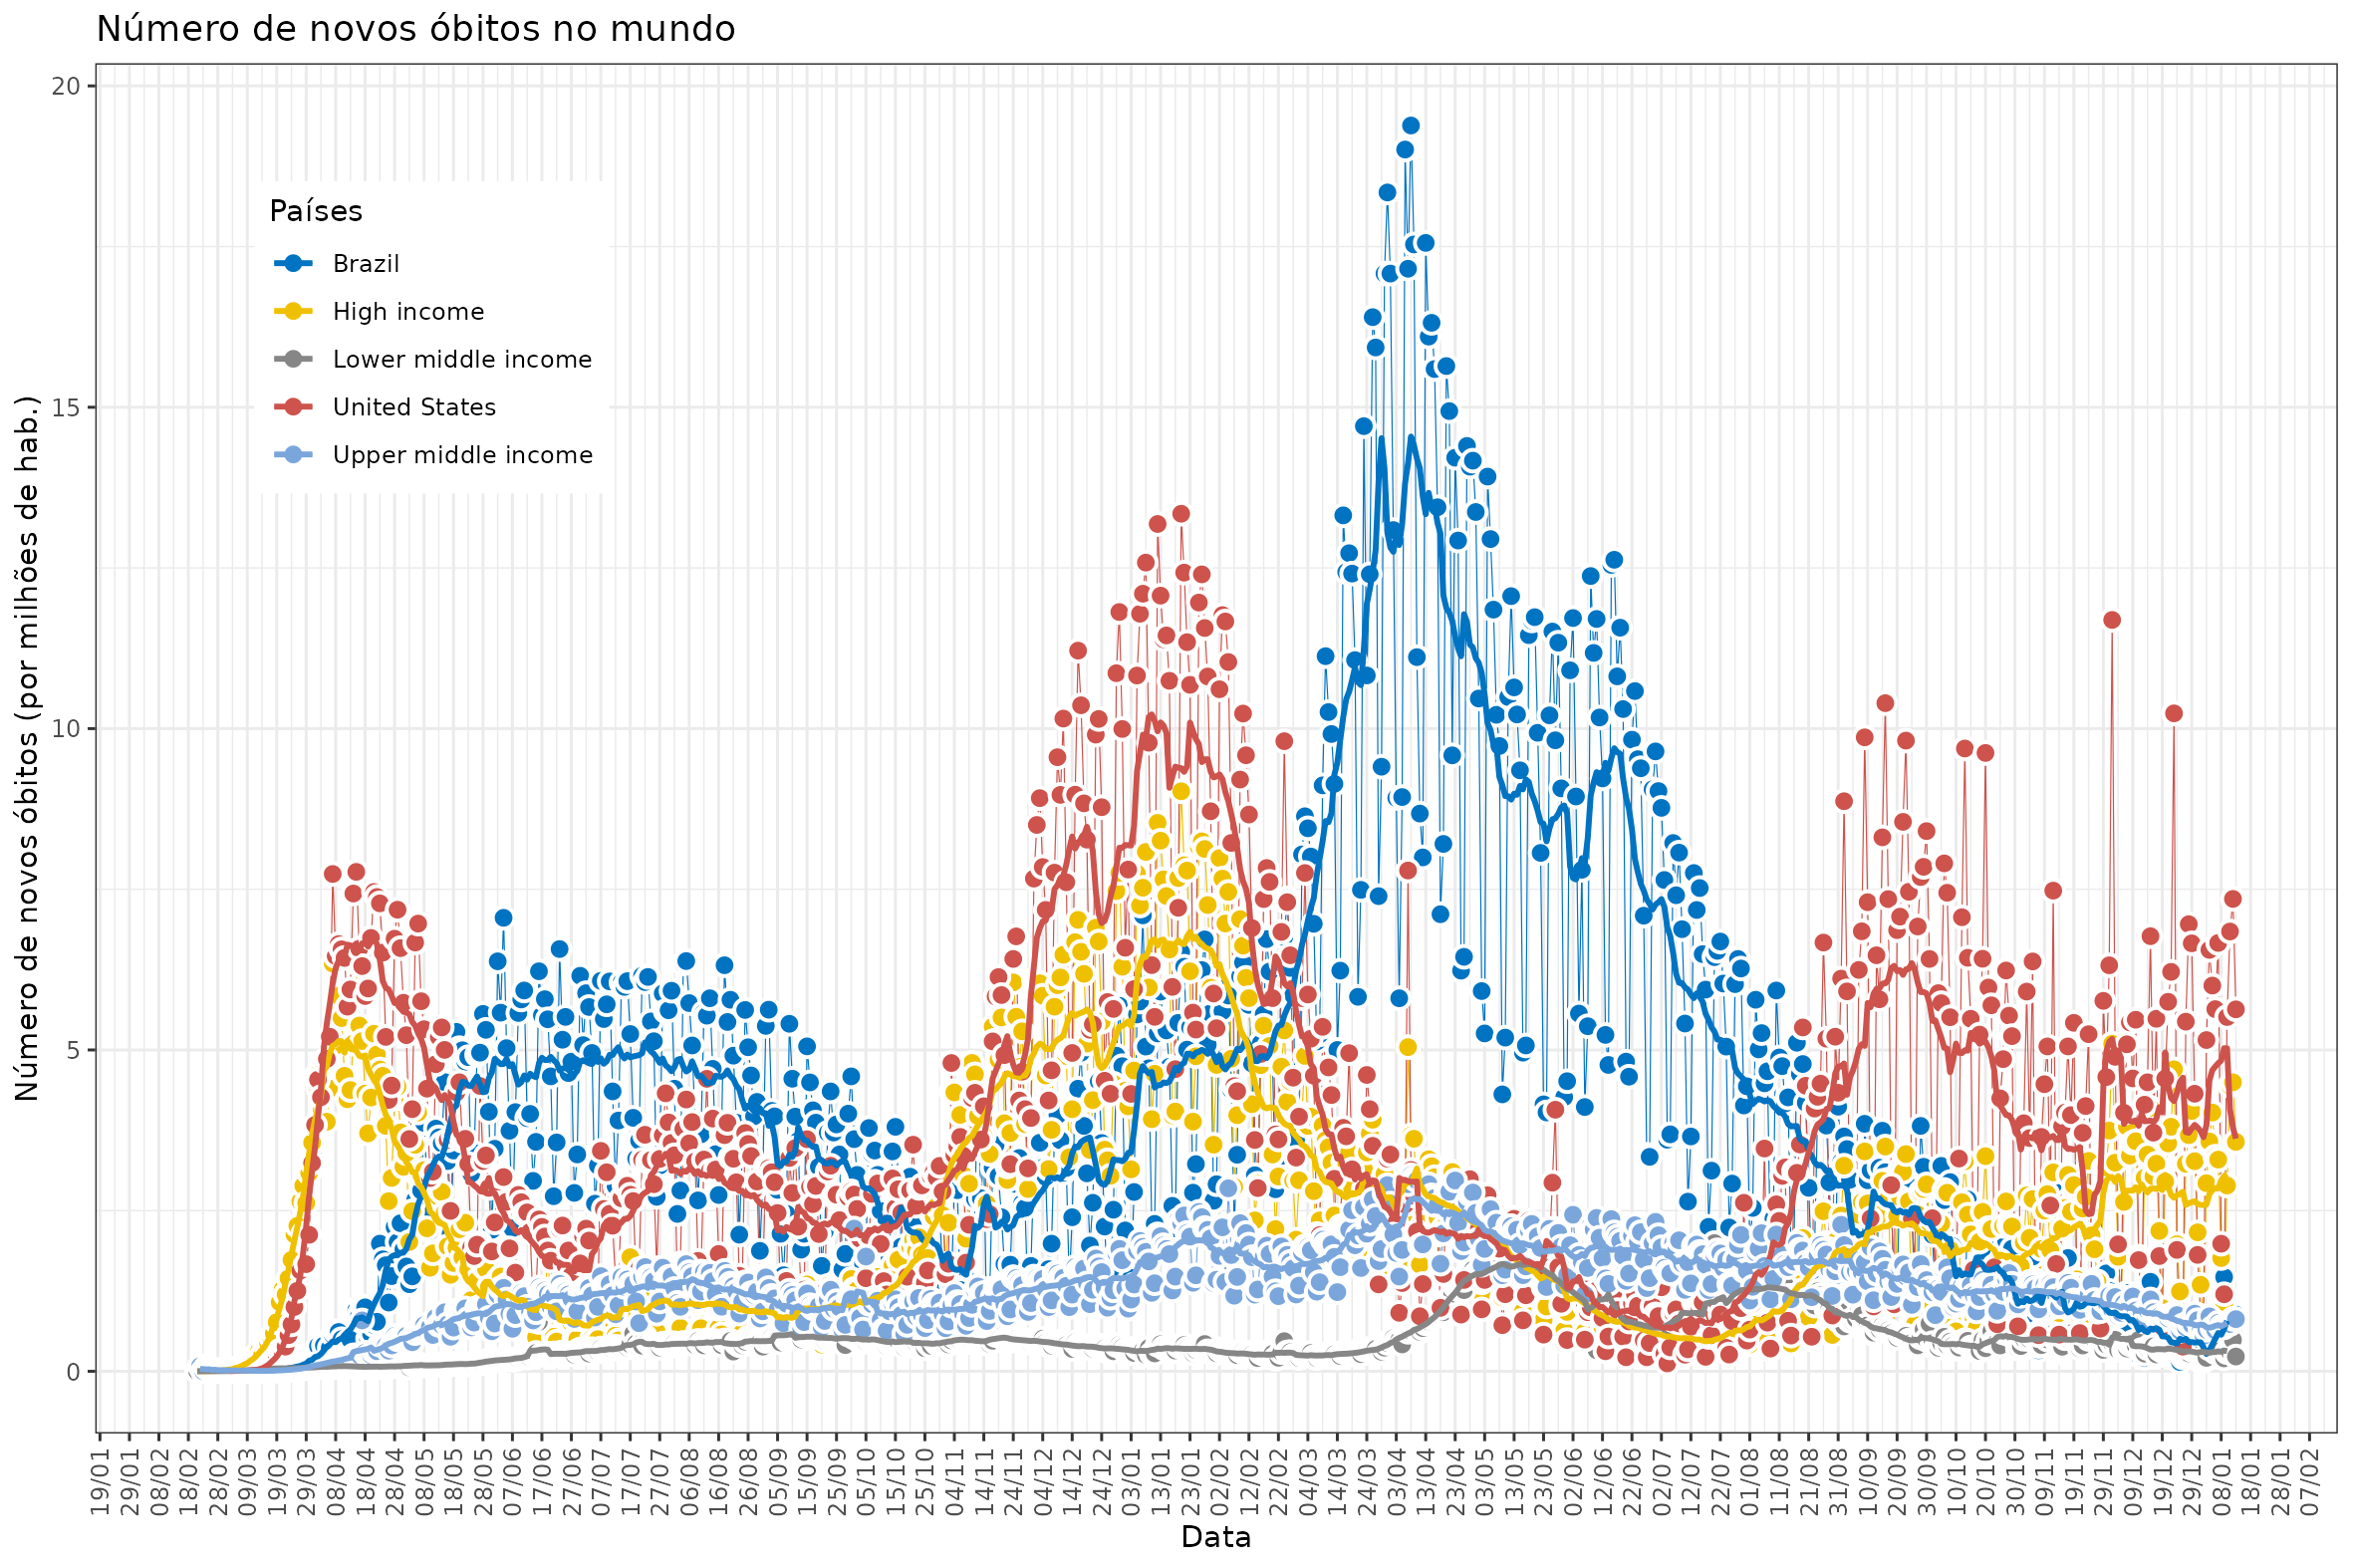 Número de novos óbitos no mundo
Número de novos óbitos (por milhões de hab.)
20
15
10
5
0
Países
Brazil
High income
Lower middle income
United States
Upper middle income
19/01 29/01 08/02 18/02 28/02 09/03 19/03 29/03 08/04 18/04 28/04 08/05 18/05 28/05 07/06 17/06 27/06 07/07 17/07 27/07 06/08 16/08 26/08 05/09 15/09 25/09 05/10 15/10 25/10 04/11 14/11 24/11 04/12 14/12 24/12 03/01 13/01 23/01 02/02 12/02 22/02 04/03 14/03 24/03 03/04 13/04 23/04 03/05 13/05 23/05 02/06 12/06 22/06 02/07 12/07 22/07 01/08 11/08 21/08 31/08 10/09 20/09 30/09 10/10 20/10 30/10 09/11 19/11 29/11 09/12 19/12 29/12 08/01 18/01 28/01 07/02
Data